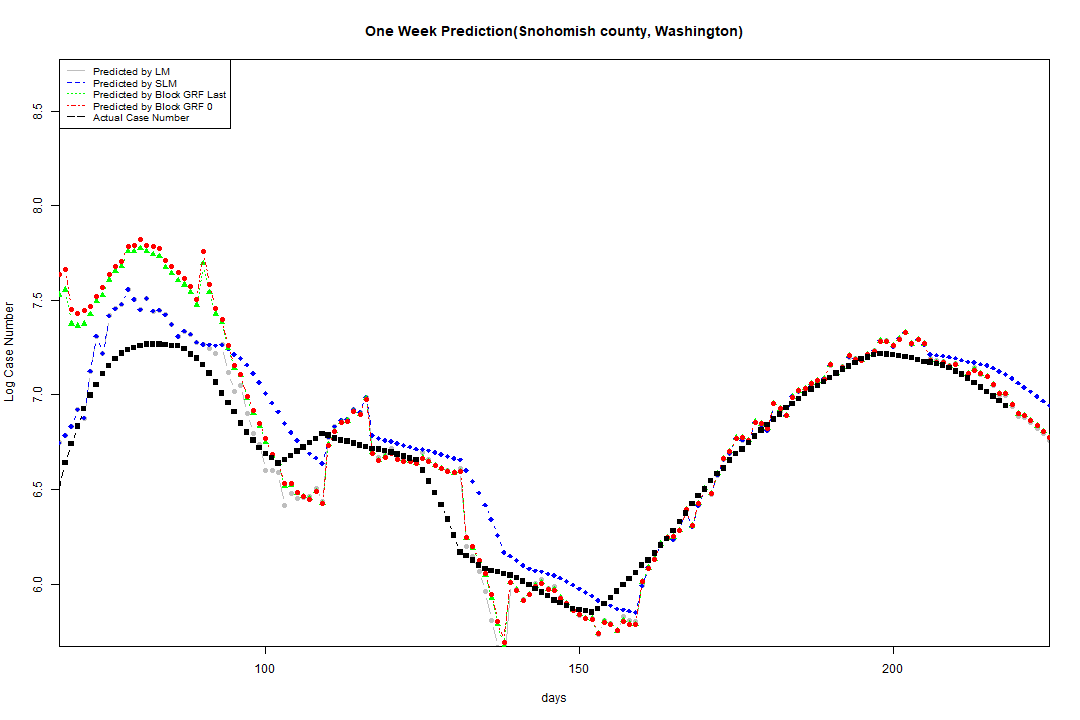 One Week Prediction(Snohomish county, Washington)
Predicted by LM
Predicted by SLM
Predicted by Block GRF Last
Predicted by Block GRF 0
Actual Case Number
8.5
8.0
7.5
7.0
6.5
6.0
Log Case Number
100
150
200
days